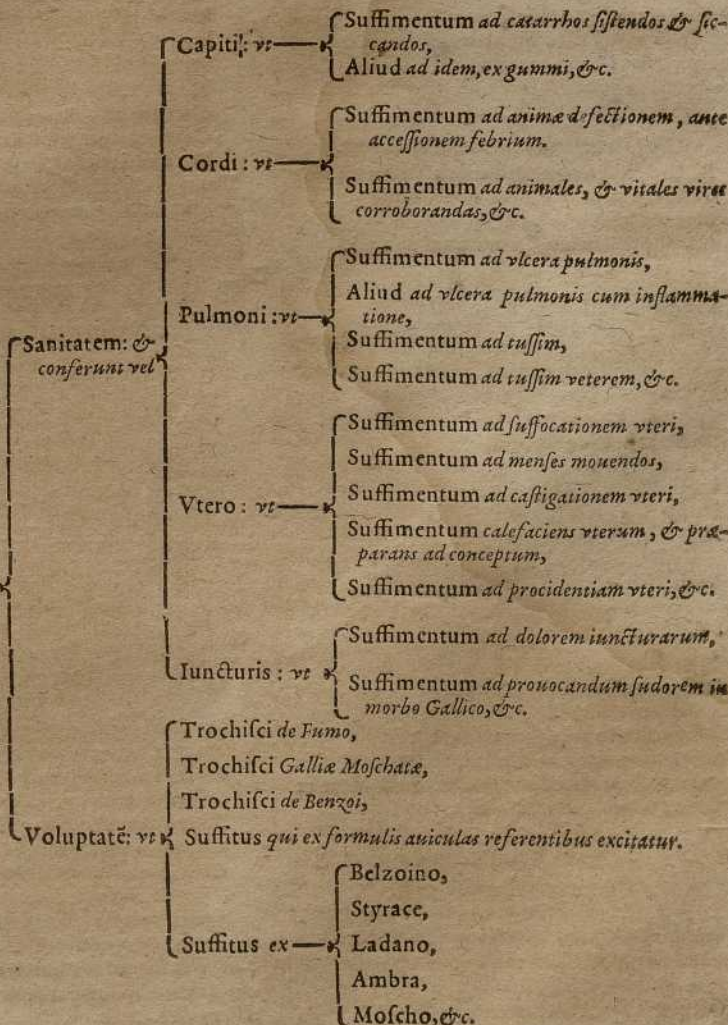 Capiti: vt
Suffimentum ad catarrhos ſiſtendos & ſic-
candos,
Aliud ad idem, ex gummi, &c.
Cordi: vt
Suffimentum ad animæ defectionem, ante
acceſſionem febrium.
Suffimentum ad animales, & vitales vires
corroborandas, &c.
Pulmoni: vt
Suffimentum ad vlcera pulmonis,
Aliud ad vlcera pulmonis cum inflamma-
tione,
Suffimentum ad tuſſim,
Suffimentum ad tuſſim veterem, &c.
Sanitatem: &
conferunt vel
Vtero: vt
Suffimentum ad ſuffocationem vteri,
Suffimentum ad menſes mouendos,
Suffimentum ad caſtigationem vteri,
Suffimentum calefaciens vterum, & præ-
parans ad conceptum,
Suffimentum ad procidentiam vteri, &c.
Iuncturis: vt
Suffimentum ad dolorem iuncturarum,
Suffimentum ad prouocandum ſudorem in
morbo Gallico, &c.
Voluptatē: vt
Trochiſci de Fumo,
Trochiſci Galliæ Moſchatæ,
Trochiſci de Benzoi,
Suffitus qui ex formulis auiculas referentibus excitatur.
Suffitus ex
Belzoino,
Styrace,
Ladano,
Ambra,
Moſcho, &c.